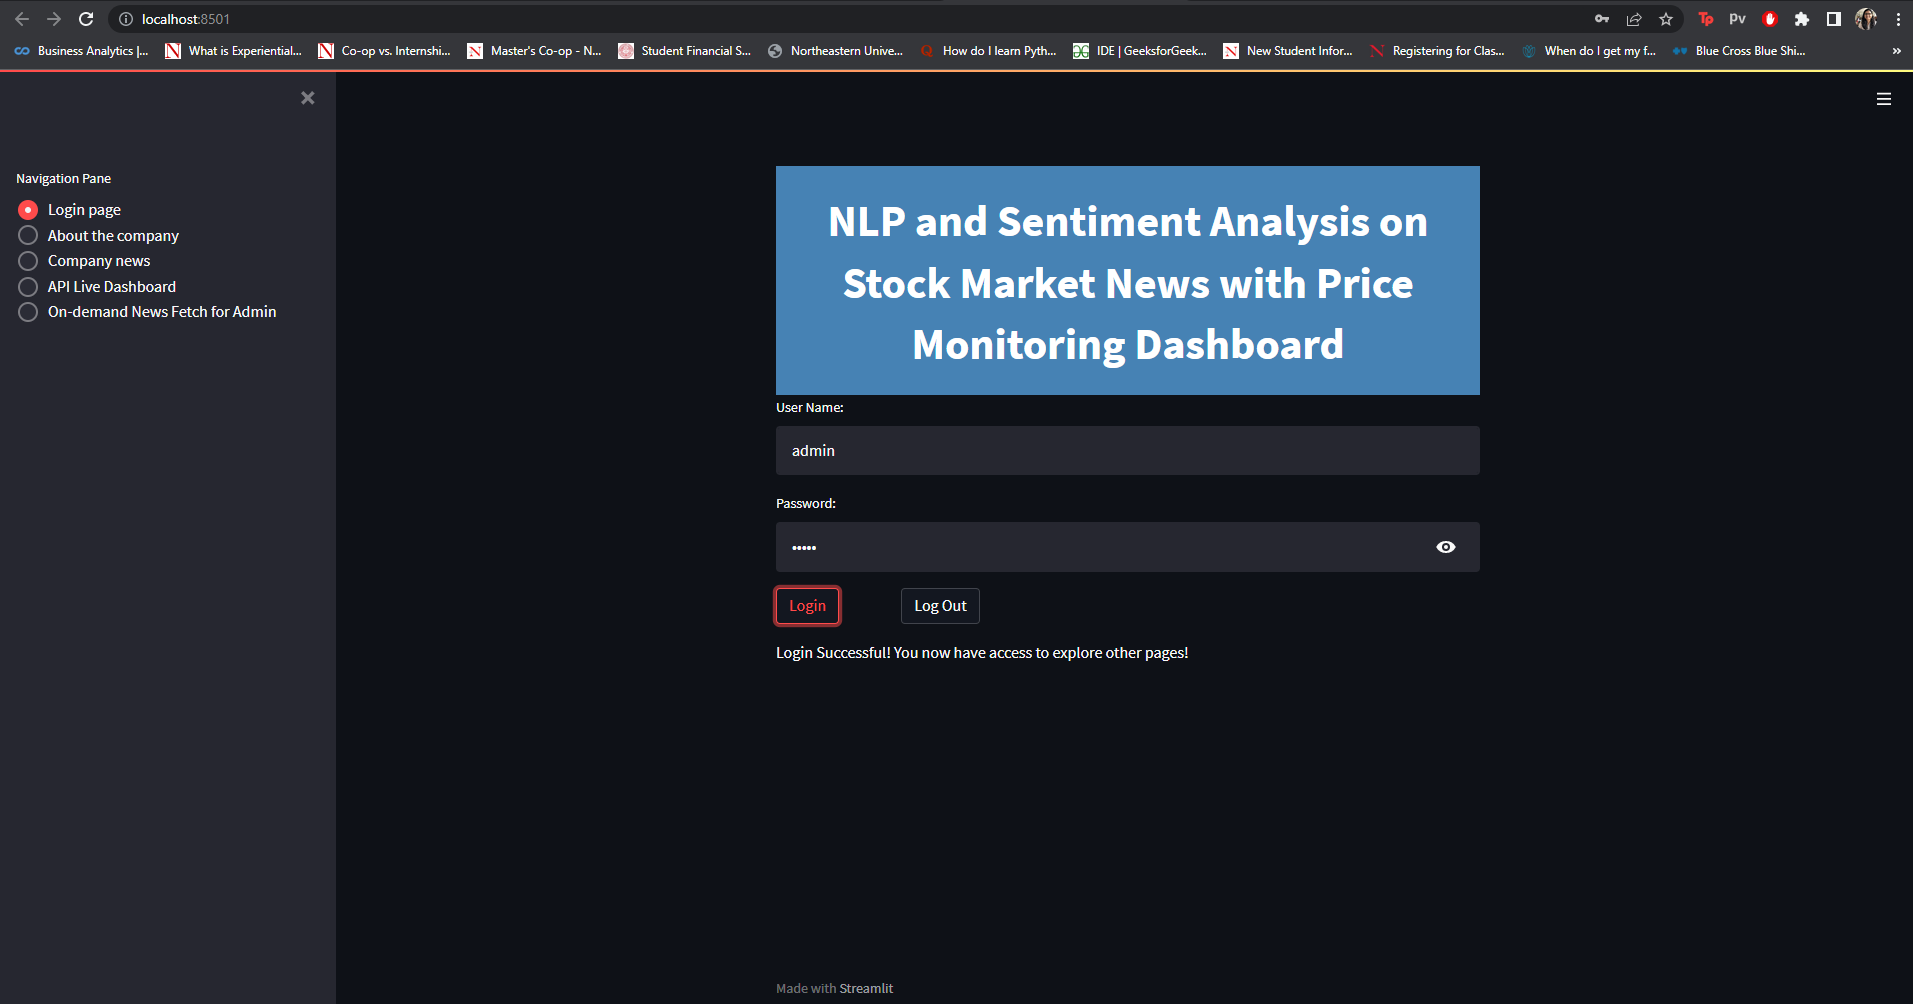 localhost:8501
Tp
pv
Business Analytics |...
What is Experiential...
Co-op vs. Internshi...
Master's Co-op - N...
Student Financial S...
Northeastern Unive...
How do I learn Pyth...
IDE | GeeksforGeek...
New Student Infor...
Registering for Clas...
When do I get my f...
Blue Cross Blue Shi...
»
Navigation Pane
Login page
About the company
Company news
API Live Dashboard
On-demand News Fetch for Admin
NLP and Sentiment Analysis on
Stock Market News with Price
Monitoring Dashboard
User Name:
admin
Password:
•••••
Login
Log Out
Login Successful! You now have access to explore other pages!
Made with Streamlit